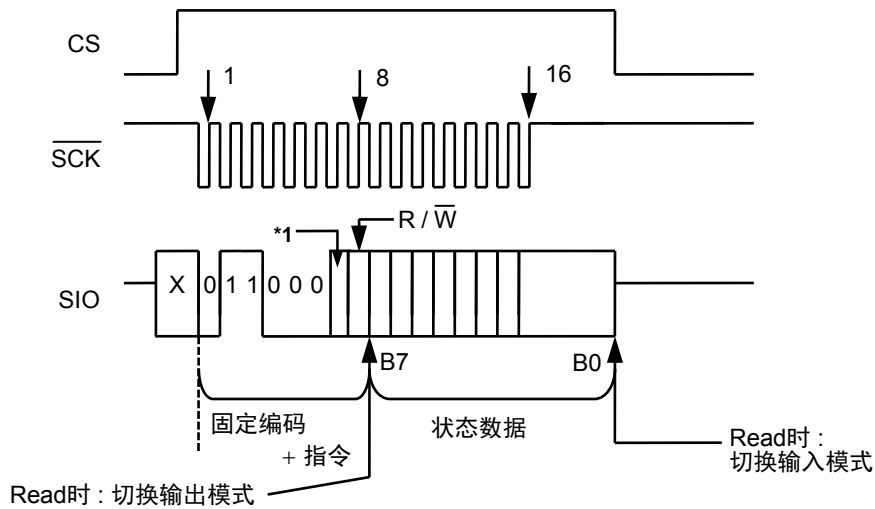 CS
1
8
16
SCK
R / W
*1
SIO
X 0 1 1 0 0 0
B7
B0
固定编码
+ 指令
状态数据
Read时 : 切换输出模式
Read时 :
切换输入模式